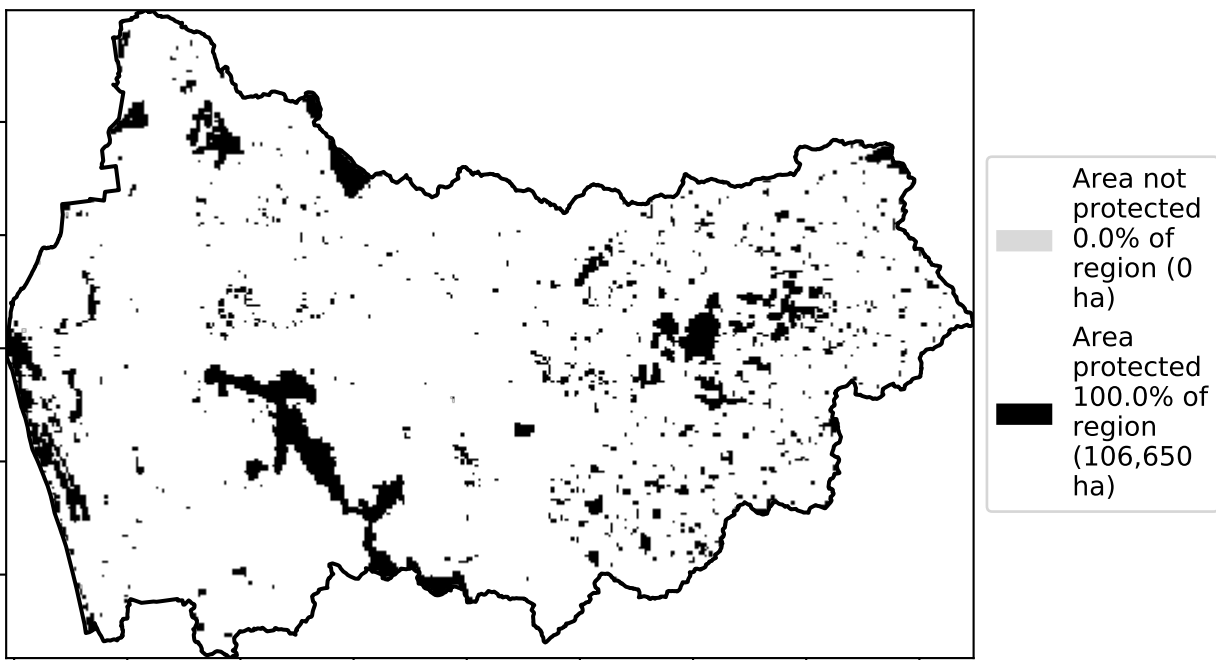 Area not
protected
0.0% of
region (0
ha)
Area
protected
100.0% of
region
(106,650
ha)